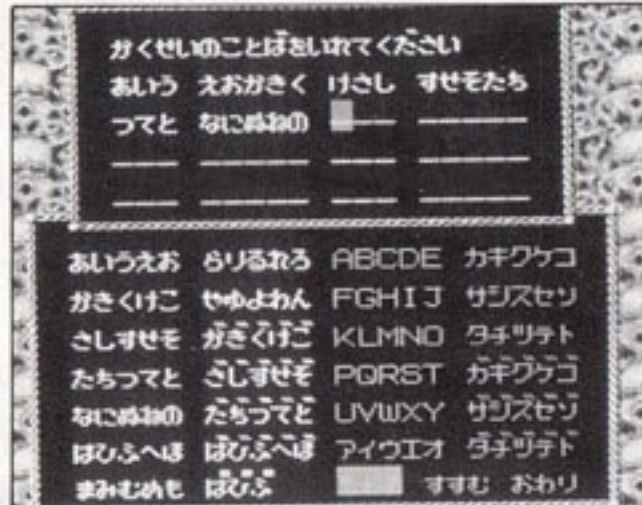 かくせいのことばをいれてください
あいう えおかきく けさし すせそたち
つてと なにぬねの
あいうえお らりるれろ ABCDE カキクケコ
かきくけこ やゆよわん FGHIJ サシスセソ
さしすせそ がぎぐげご KLMNO タチツテト
たちつてと ざじずぜぞ PQRST ガギグゲゴ
なにぬねの だぢづでど UVWXY ザジズゼゾ
はひふへほ ばびぶべぼ アイウエオ ダヂヅデド
まみむめも ぱぴぷ すすむ おわり